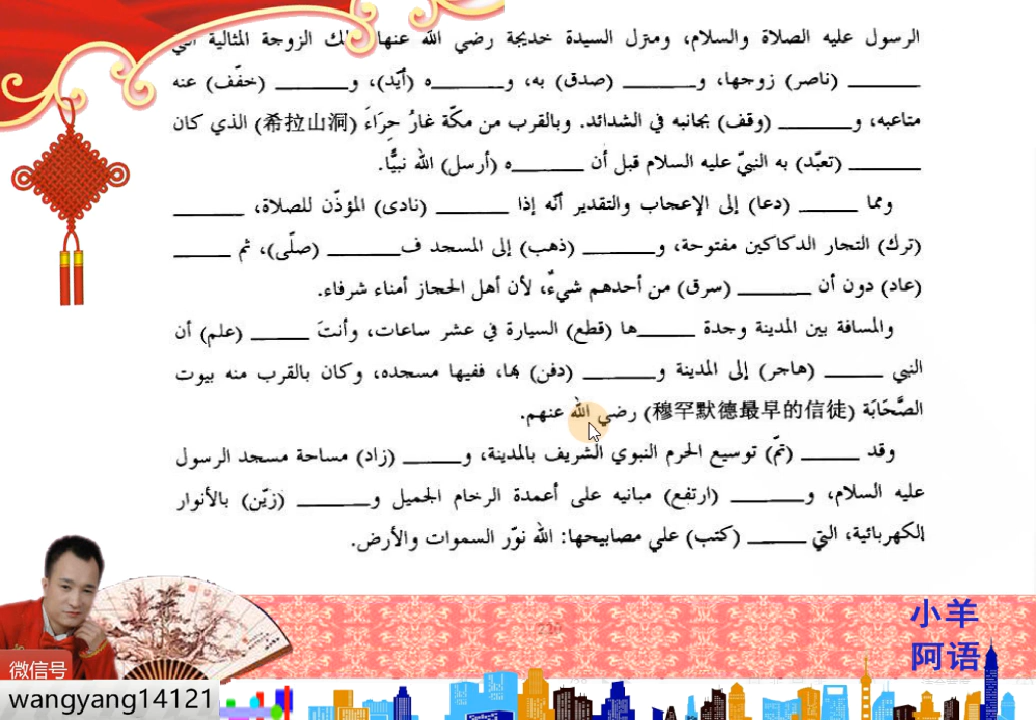 الرسول عليه الصلاة والسلام، ومنزل السيدة خديجة رضي الله عنها، تلك الزوجة المثالية التي
______ (ناصر) زوجها، و______ (صدق) به، و______ه (أيّد)، و______ (خفّف) عنه
متاعبه، و______ (وقف) بجانبه في الشدائد. وبالقرب من مكّة غارُ حِرَاءَ (希拉山洞) الذي كان
______ (تعبّد) به النبيّ عليه السلام قبل أن ______ه (أرسل) الله نبيًّا.
ومما ______ (دعا) إلى الإعجاب والتقدير أنّه إذا ______ (نادى) المؤذّن للصلاة، ______
(ترك) التجار الدكاكين مفتوحة، و______ (ذهب) إلى المسجد ف______ (صلّى)، ثم ______
(عاد) دون أن ______ (سرق) من أحدهم شيءٌ، لأن أهل الحجاز أمناء شرفاء.
والمسافة بين المدينة وجدة ______ها (قطع) السيارة في عشر ساعات، وأنتَ ______ (علم) أن
النبي ______ (هاجر) إلى المدينة و______ (دفن) بها، ففيها مسجده، وكان بالقرب منه بيوت
الصَّحَابَة (穆罕默德最早的信徒) رضي الله عنهم.
وقد ______ (تمّ) توسيع الحرم النبوي الشريف بالمدينة، و______ (زاد) مساحة مسجد الرسول
عليه السلام، و______ (ارتفع) مبانيه على أعمدة الرخام الجميل و______ (زيّن) بالأنوار
الكهربائية، التي ______ (كتب) علي مصابيحها: الله نوّر السموات والأرض.
小羊
阿语
微信号
wangyang14121